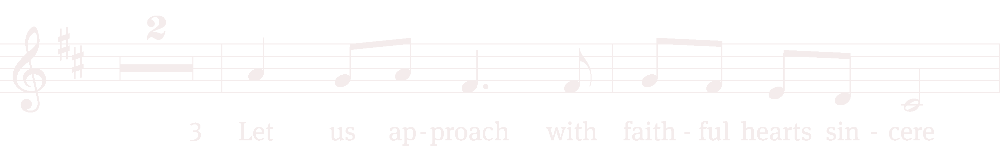 2
3 Let us ap - proach with faith - ful hearts sin - cere